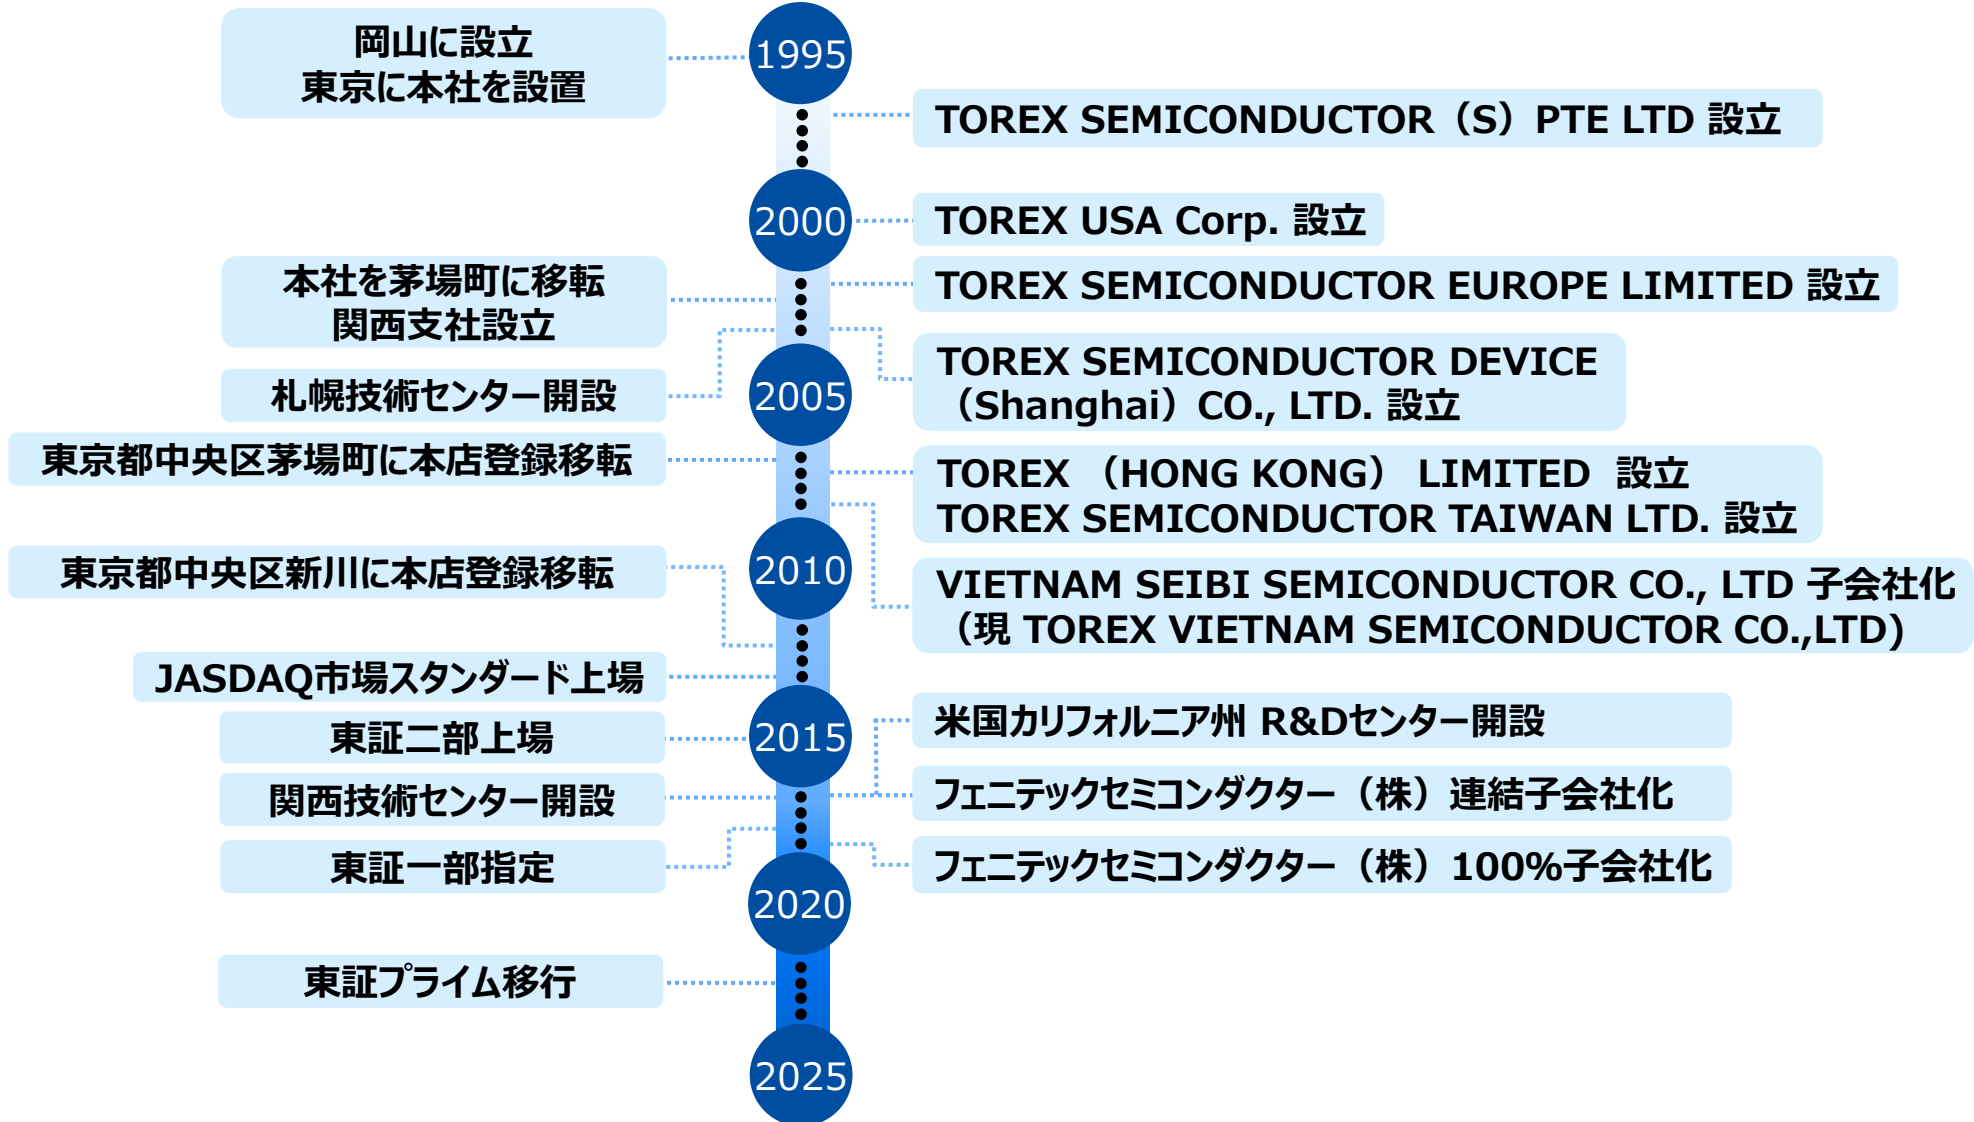 1995
岡山に設立
東京に本社を設置
TOREX SEMICONDUCTOR（S）PTE LTD 設立
2000
TOREX USA Corp. 設立
本社を茅場町に移転
関西支社設立
TOREX SEMICONDUCTOR EUROPE LIMITED 設立
札幌技術センター開設
TOREX SEMICONDUCTOR DEVICE
（Shanghai）CO., LTD. 設立
2005
東京都中央区茅場町に本店登録移転
TOREX （HONG KONG） LIMITED 設立
TOREX SEMICONDUCTOR TAIWAN LTD. 設立
2010
東京都中央区新川に本店登録移転
VIETNAM SEIBI SEMICONDUCTOR CO., LTD 子会社化
（現 TOREX VIETNAM SEMICONDUCTOR CO.,LTD)
JASDAQ市場スタンダード上場
2015
東証二部上場
米国カリフォルニア州 R&Dセンター開設
関西技術センター開設
フェニテックセミコンダクター（株）連結子会社化
東証一部指定
フェニテックセミコンダクター（株）100%子会社化
2020
東証プライム移行
2025